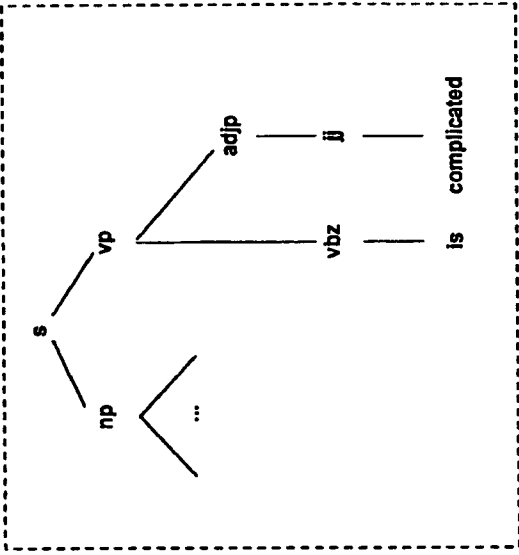 s
np vp
... adjp
vbz jj
is complicated